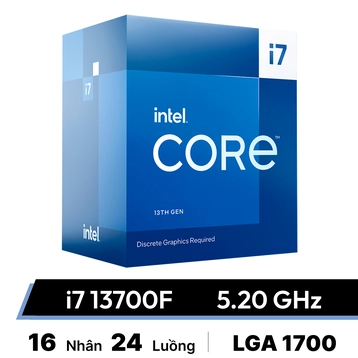 i7
i7
intel
CORE™
13TH GEN
intel
Discrete Graphics Required
i7 13700F 5.20 GHz
16 Nhân 24 Luồng | LGA 1700